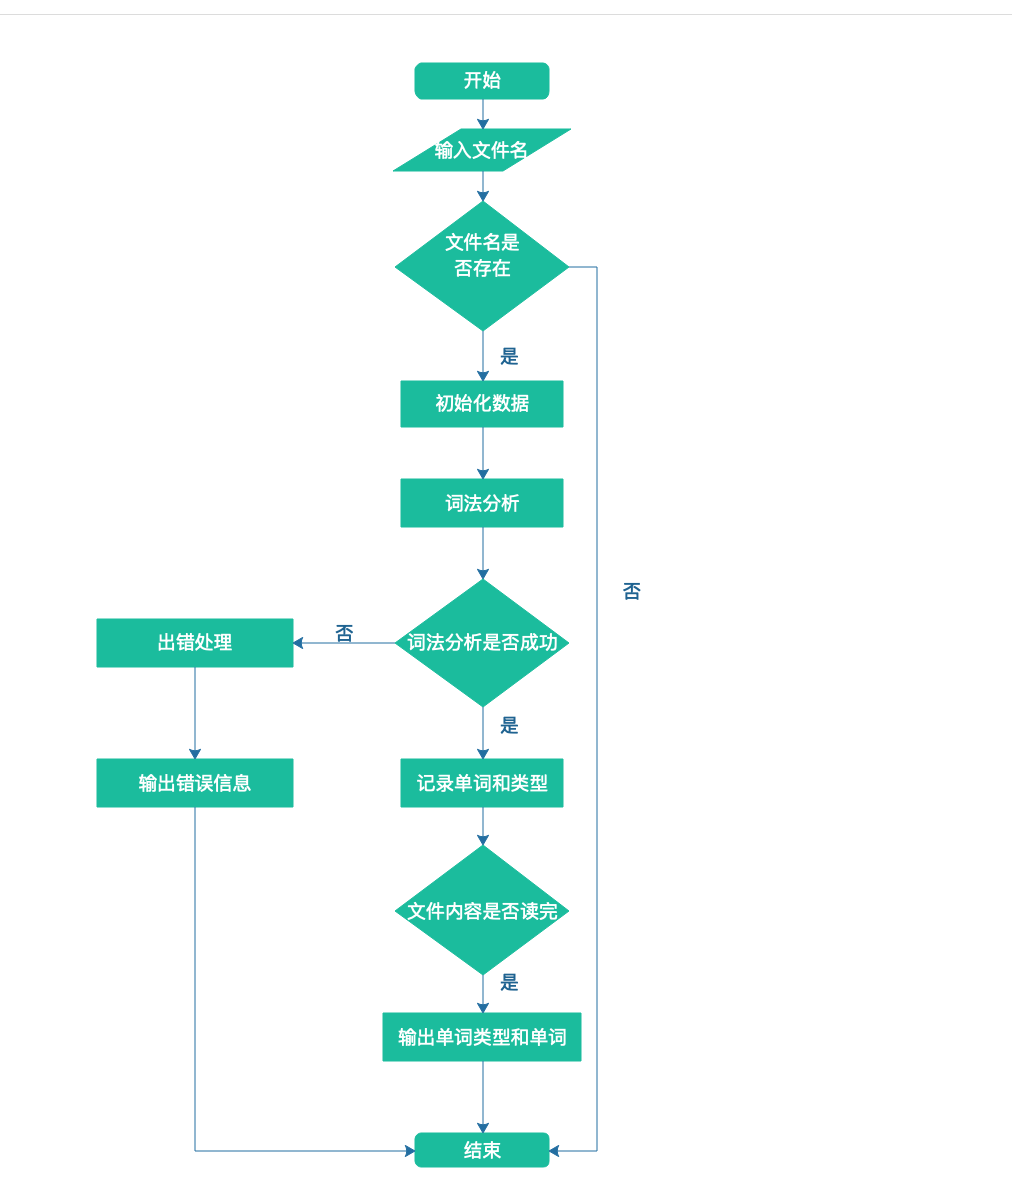 开始
输入文件名
文件名是
否存在
是
初始化数据
词法分析
否
否
出错处理
词法分析是否成功
是
输出错误信息
记录单词和类型
文件内容是否读完
是
输出单词类型和单词
结束